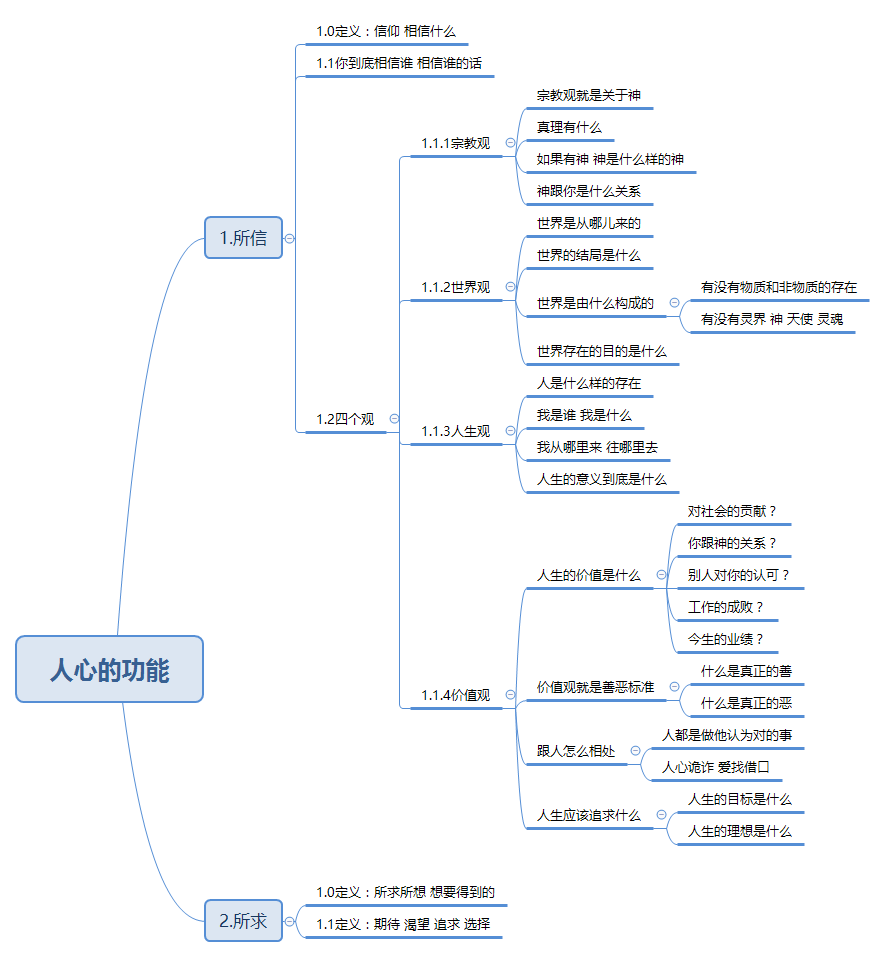 人心的功能
1.所信
1.0定义：信仰 相信什么
1.1你到底相信谁 相信谁的话
1.2四个观
1.1.1宗教观
宗教观就是关于神
真理有什么
如果有神 神是什么样的神
神跟你是什么关系
1.1.2世界观
世界是从哪儿来的
世界的结局是什么
世界是由什么构成的
有没有物质和非物质的存在
有没有灵界 神 天使 灵魂
世界存在的目的是什么
1.1.3人生观
人是什么样的存在
我是谁 我是什么
我从哪里来 往哪里去
人生的意义到底是什么
1.1.4价值观
人生的价值是什么
对社会的贡献？
你跟神的关系？
别人对你的认可？
工作的成败？
今生的业绩？
价值观就是善恶标准
什么是真正的善
什么是真正的恶
跟人怎么相处
人都是做他认为对的事
人心诡诈 爱找借口
人生应该追求什么
人生的目标是什么
人生的理想是什么
2.所求
1.0定义：所求所想 想要得到的
1.1定义：期待 渴望 追求 选择